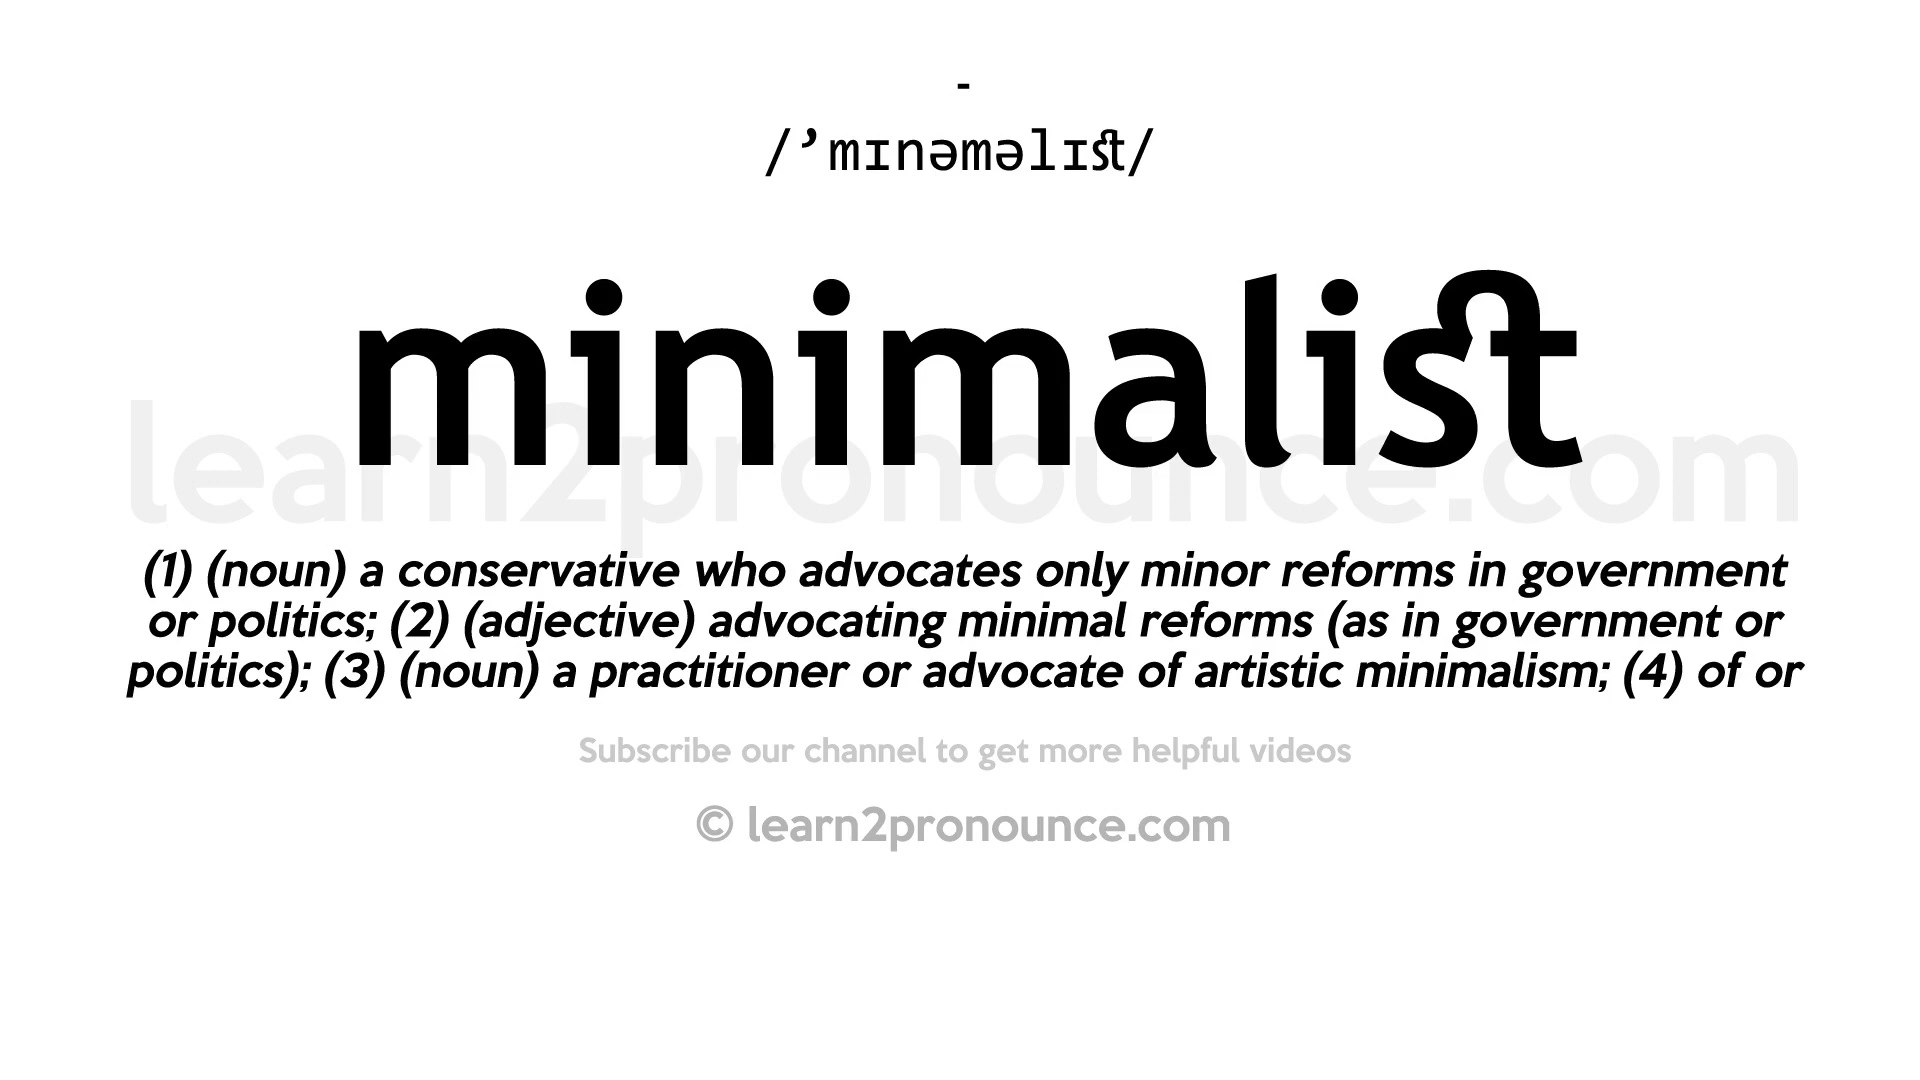 -
/ʼmɪnəməlɪst/
minimalist
learn2pronounce.com
(1) (noun) a conservative who advocates only minor reforms in government
or politics; (2) (adjective) advocating minimal reforms (as in government or
politics); (3) (noun) a practitioner or advocate of artistic minimalism; (4) of or
Subscribe our channel to get more helpful videos
© learn2pronounce.com